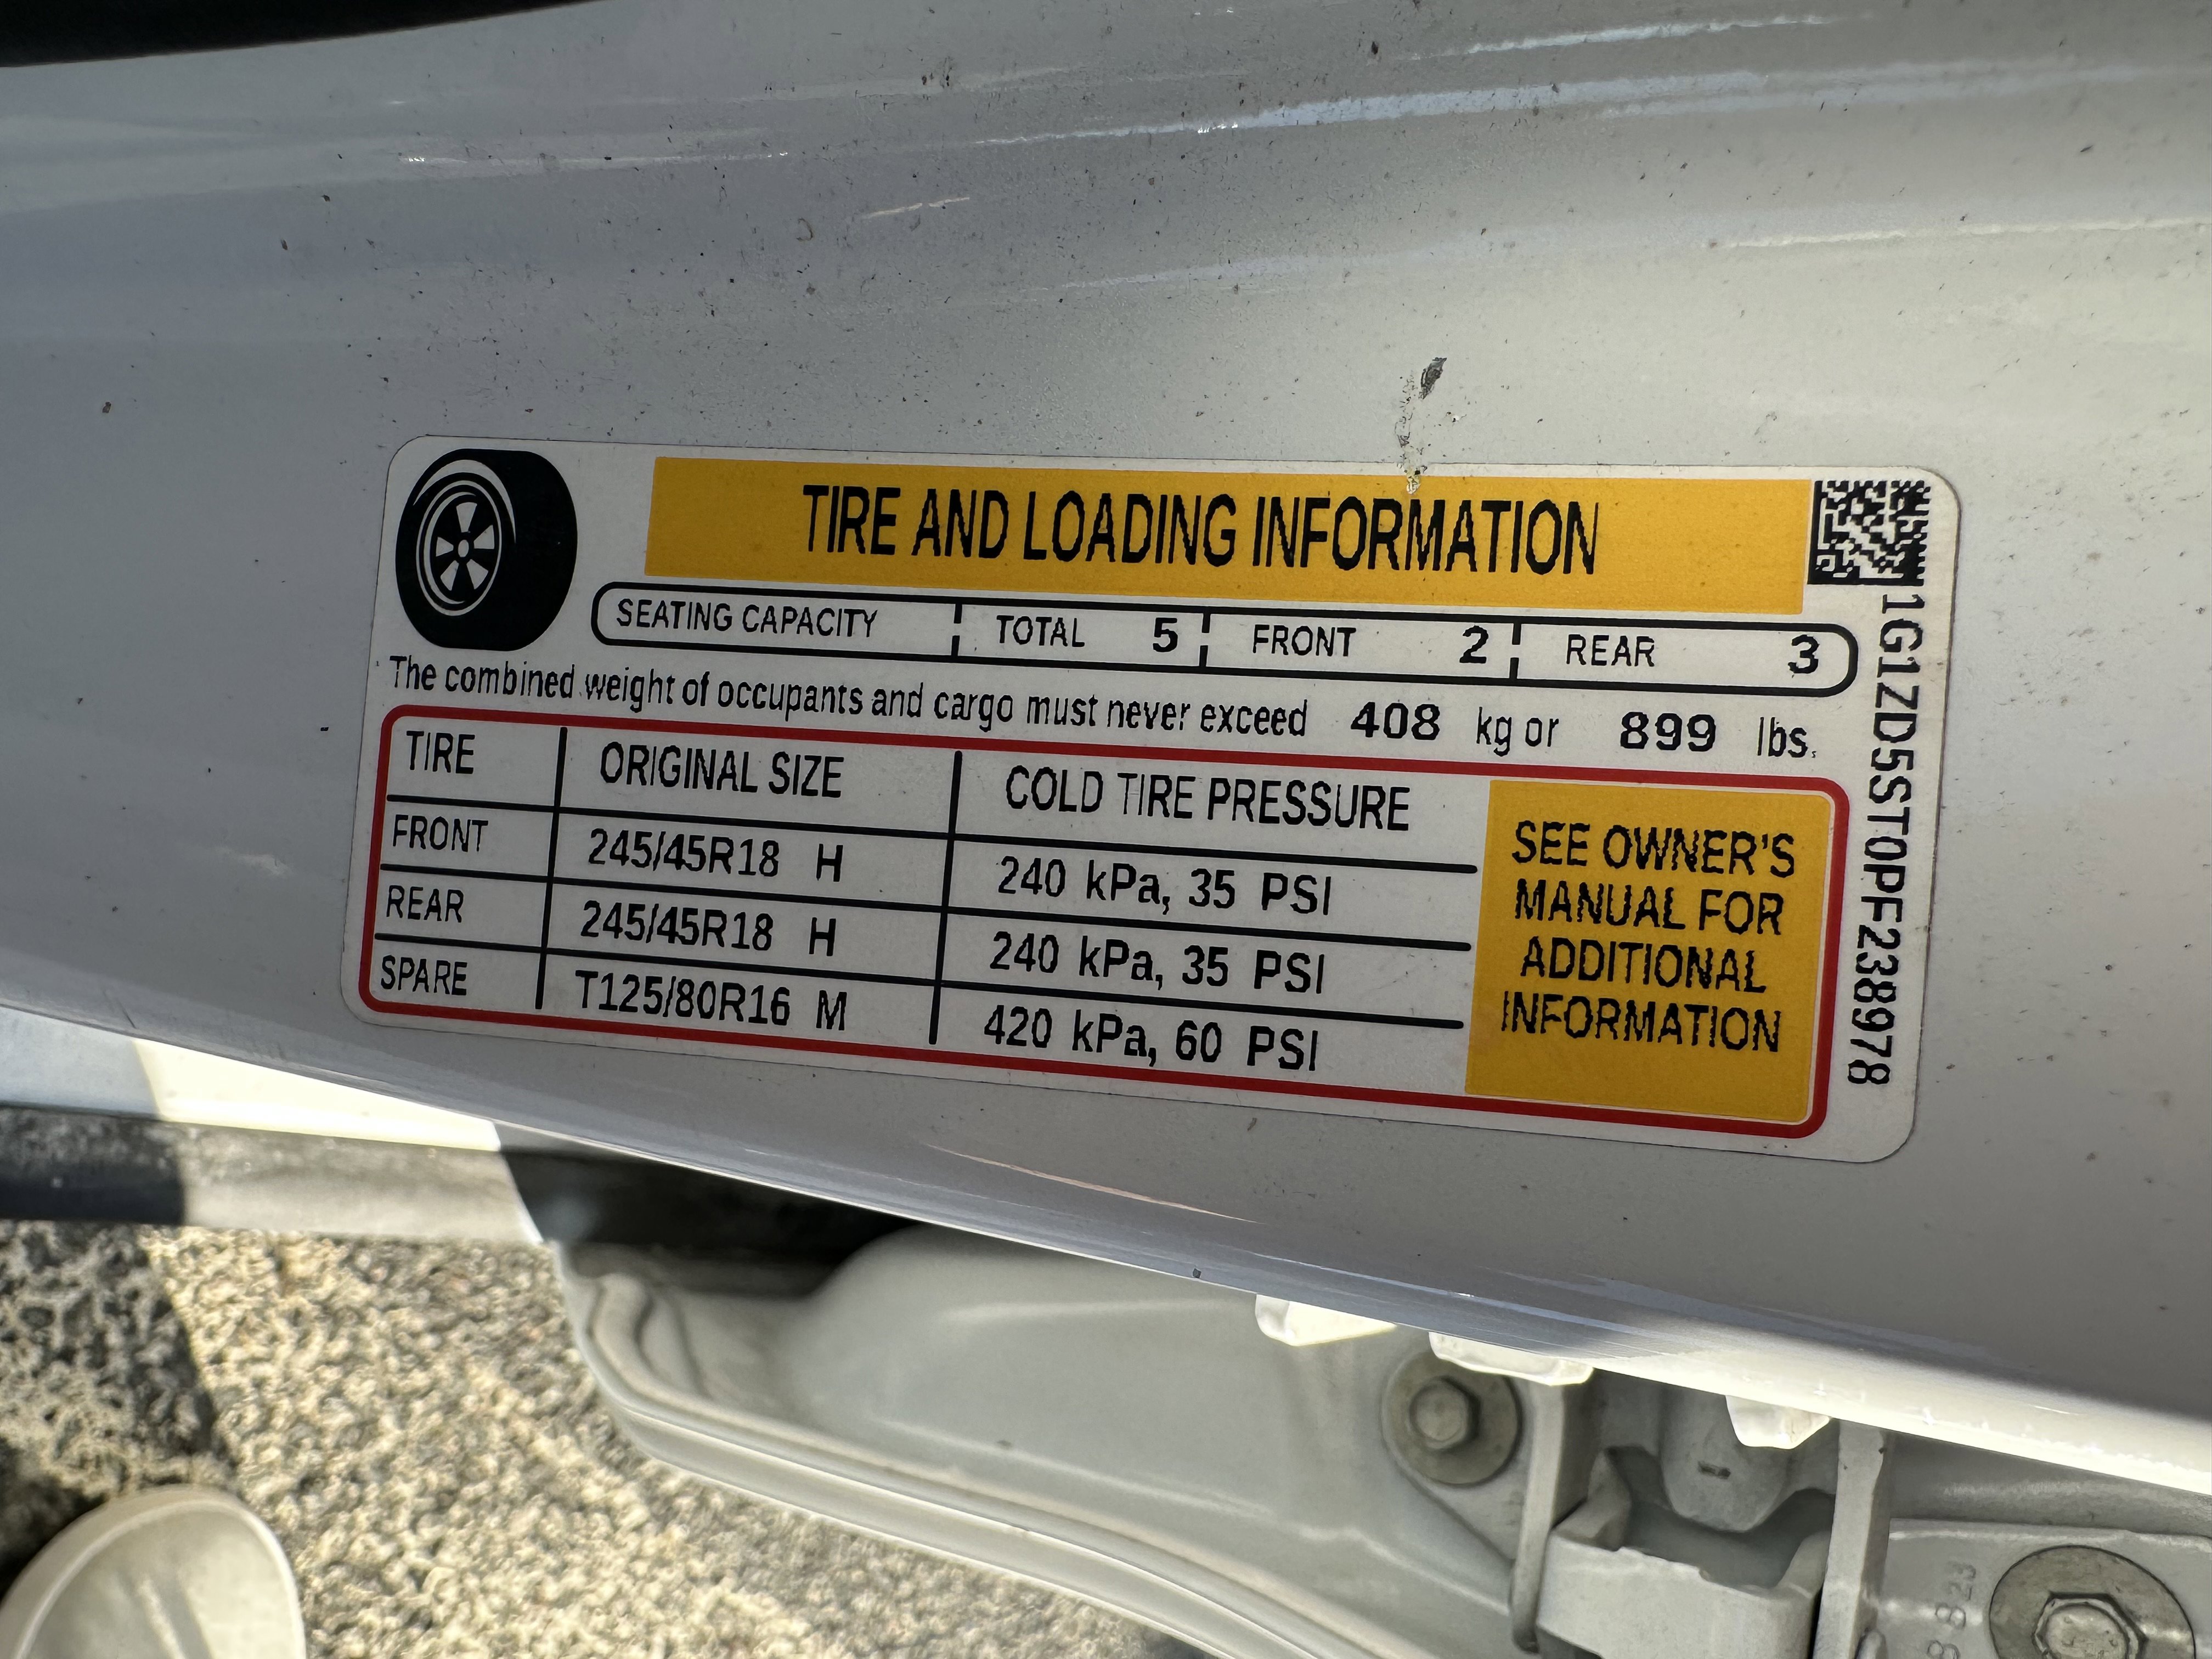 TIRE AND LOADING INFORMATION
SEATING CAPACITY TOTAL 5 FRONT 2 REAR 3
The combined weight of occupants and cargo must never exceed 408 kg or 899 lbs.
TIRE ORIGINAL SIZE COLD TIRE PRESSURE
FRONT 245/45R18 H 240 kPa, 35 PSI
REAR 245/45R18 H 240 kPa, 35 PSI
SPARE T125/80R16 M 420 kPa, 60 PSI
SEE OWNER'S
MANUAL FOR
ADDITIONAL
INFORMATION
1G1ZD5ST0PF238978